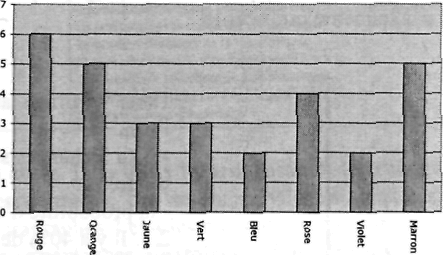 7
6
5
4
3
2
1
0
Rouge
Orange
Jaune
Vert
Bleu
Rose
Violet
Marron